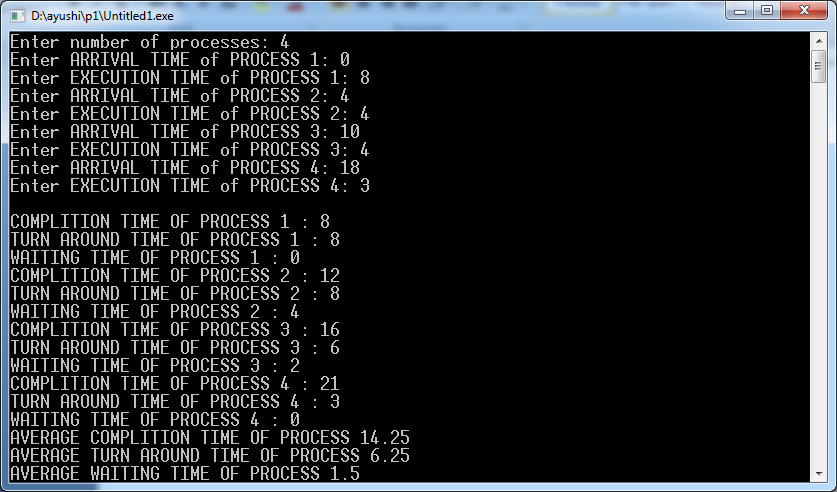 D:\ayushi\p1\Untitled1.exe
Enter number of processes: 4
Enter ARRIVAL TIME of PROCESS 1: 0
Enter EXECUTION TIME of PROCESS 1: 8
Enter ARRIVAL TIME of PROCESS 2: 4
Enter EXECUTION TIME of PROCESS 2: 4
Enter ARRIVAL TIME of PROCESS 3: 10
Enter EXECUTION TIME of PROCESS 3: 4
Enter ARRIVAL TIME of PROCESS 4: 18
Enter EXECUTION TIME of PROCESS 4: 3
COMPLITION TIME OF PROCESS 1 : 8
TURN AROUND TIME OF PROCESS 1 : 8
WAITING TIME OF PROCESS 1 : 0
COMPLITION TIME OF PROCESS 2 : 12
TURN AROUND TIME OF PROCESS 2 : 8
WAITING TIME OF PROCESS 2 : 4
COMPLITION TIME OF PROCESS 3 : 16
TURN AROUND TIME OF PROCESS 3 : 6
WAITING TIME OF PROCESS 3 : 2
COMPLITION TIME OF PROCESS 4 : 21
TURN AROUND TIME OF PROCESS 4 : 3
WAITING TIME OF PROCESS 4 : 0
AVERAGE COMPLITION TIME OF PROCESS 14.25
AVERAGE TURN AROUND TIME OF PROCESS 6.25
AVERAGE WAITING TIME OF PROCESS 1.5